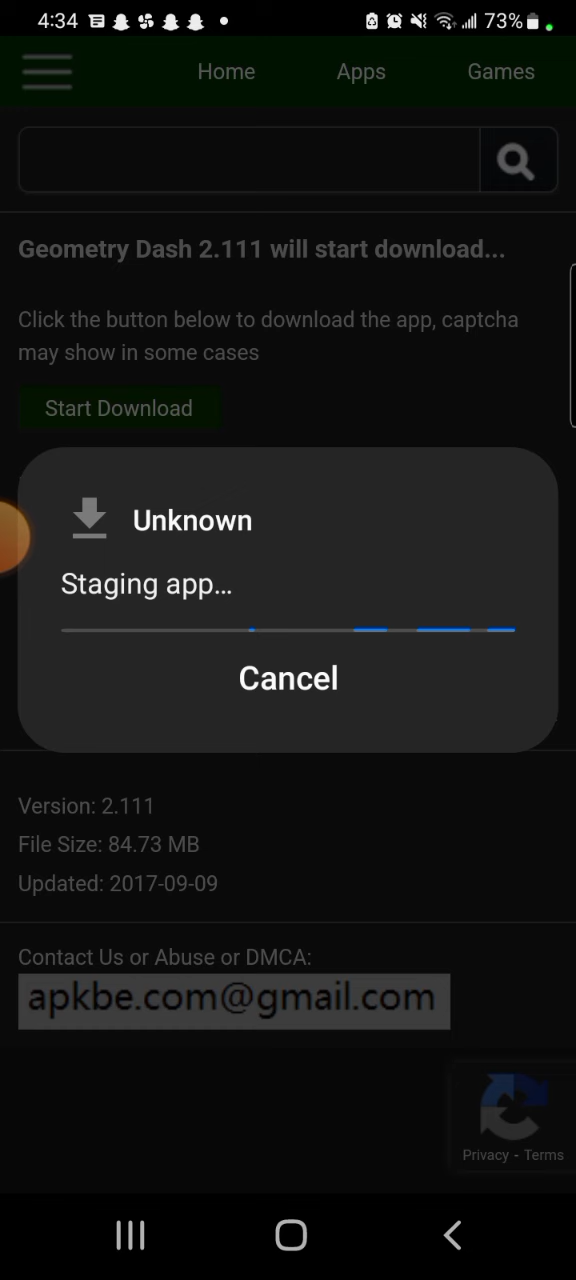 4:34 73%
Home Apps Games
Geometry Dash 2.111 will start download...
Click the button below to download the app, captcha
may show in some cases
Start Download
Unknown
Staging app...
Cancel
Version: 2.111
File Size: 84.73 MB
Updated: 2017-09-09
Contact Us or Abuse or DMCA:
apkbe.com@gmail.com
Privacy - Terms